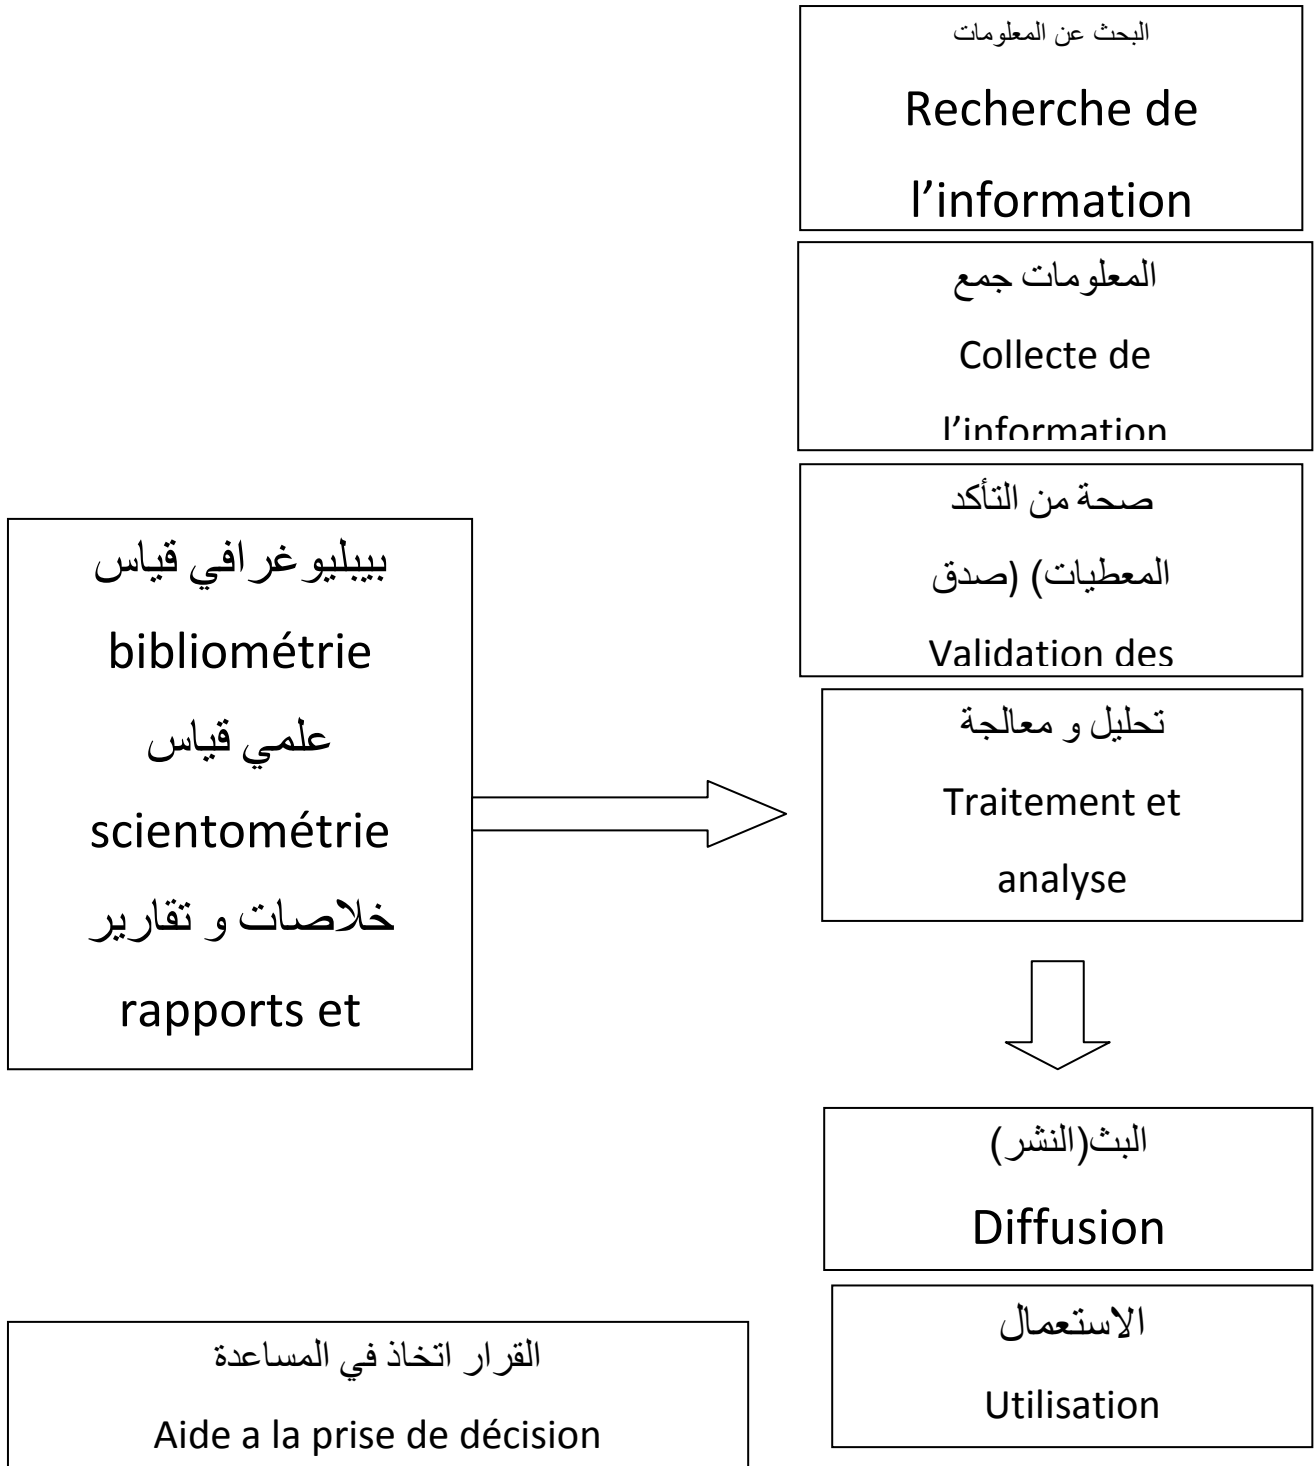 البحث عن المعلومات
Recherche de
l’information
المعلومات جمع
Collecte de
l’information
صحة من التأكد
المعطيات) (صدق
Validation des
تحليل و معالجة
Traitement et
analyse
بيبليوغرافي قياس
bibliométrie
علمي قياس
scientométrie
خلاصات و تقارير
rapports et
البث(النشر)
Diffusion
الاستعمال
Utilisation
القرار اتخاذ في المساعدة
Aide a la prise de décision